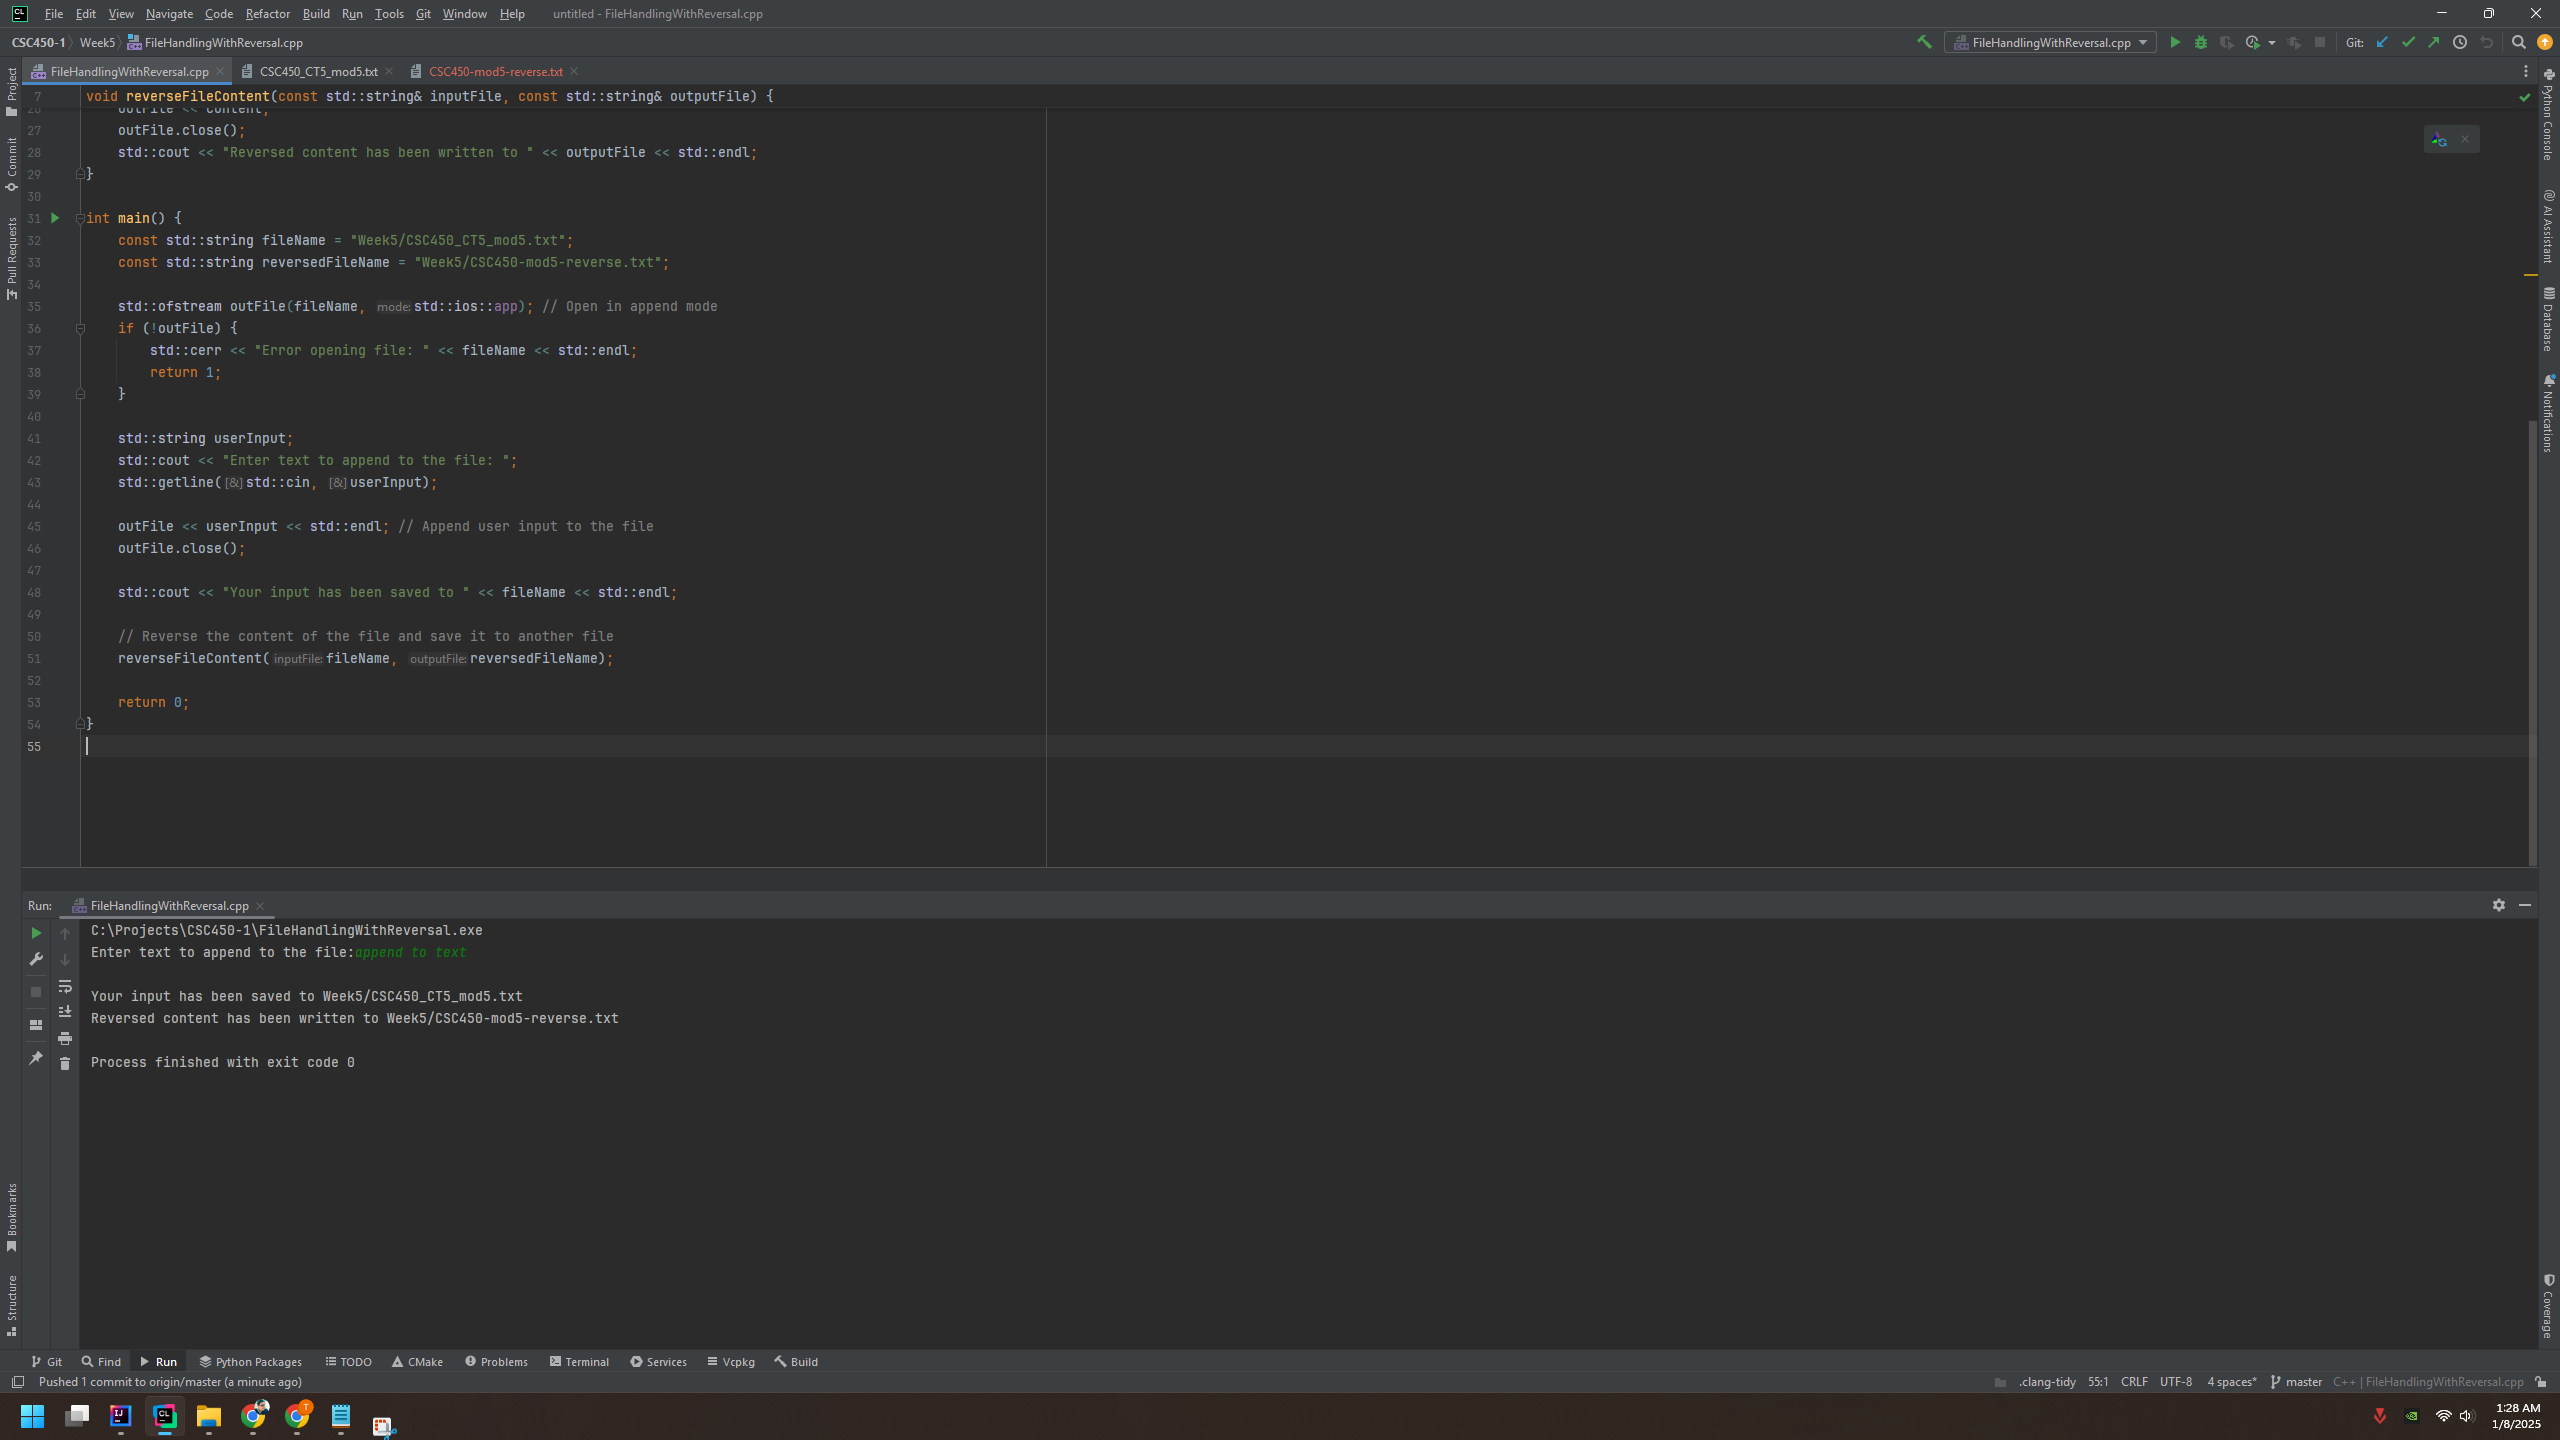 File Edit View Navigate Code Refactor Build Run Tools Git Window Help untitled - FileHandlingWithReversal.cpp
CSC450-1 Week5 FileHandlingWithReversal.cpp
FileHandlingWithReversal.cpp Git:
FileHandlingWithReversal.cpp CSC450_CT5_mod5.txt CSC450-mod5-reverse.txt
7 void reverseFileContent(const std::string& inputFile, const std::string& outputFile) {
26 outFile << content;
27 outFile.close();
28 std::cout << "Reversed content has been written to " << outputFile << std::endl;
29 }
30
31 int main() {
32 const std::string fileName = "Week5/CSC450_CT5_mod5.txt";
33 const std::string reversedFileName = "Week5/CSC450-mod5-reverse.txt";
34
35 std::ofstream outFile(fileName, mode: std::ios::app); // Open in append mode
36 if (!outFile) {
37 std::cerr << "Error opening file: " << fileName << std::endl;
38 return 1;
39 }
40
41 std::string userInput;
42 std::cout << "Enter text to append to the file: ";
43 std::getline([&]std::cin, [&]userInput);
44
45 outFile << userInput << std::endl; // Append user input to the file
46 outFile.close();
47
48 std::cout << "Your input has been saved to " << fileName << std::endl;
49
50 // Reverse the content of the file and save it to another file
51 reverseFileContent( inputFile: fileName, outputFile: reversedFileName);
52
53 return 0;
54 }
55
Project
Commit
Pull Requests
Bookmarks
Structure
Python Console
AI Assistant
Database
Notifications
Coverage
Run: FileHandlingWithReversal.cpp
C:\Projects\CSC450-1\FileHandlingWithReversal.exe
Enter text to append to the file:append to text
Your input has been saved to Week5/CSC450_CT5_mod5.txt
Reversed content has been written to Week5/CSC450-mod5-reverse.txt
Process finished with exit code 0
Git Find Run Python Packages TODO CMake Problems Terminal Services Vcpkg Build
Pushed 1 commit to origin/master (a minute ago)
.clang-tidy 55:1 CRLF UTF-8 4 spaces* master C++ | FileHandlingWithReversal.cpp
1:28 AM
1/8/2025